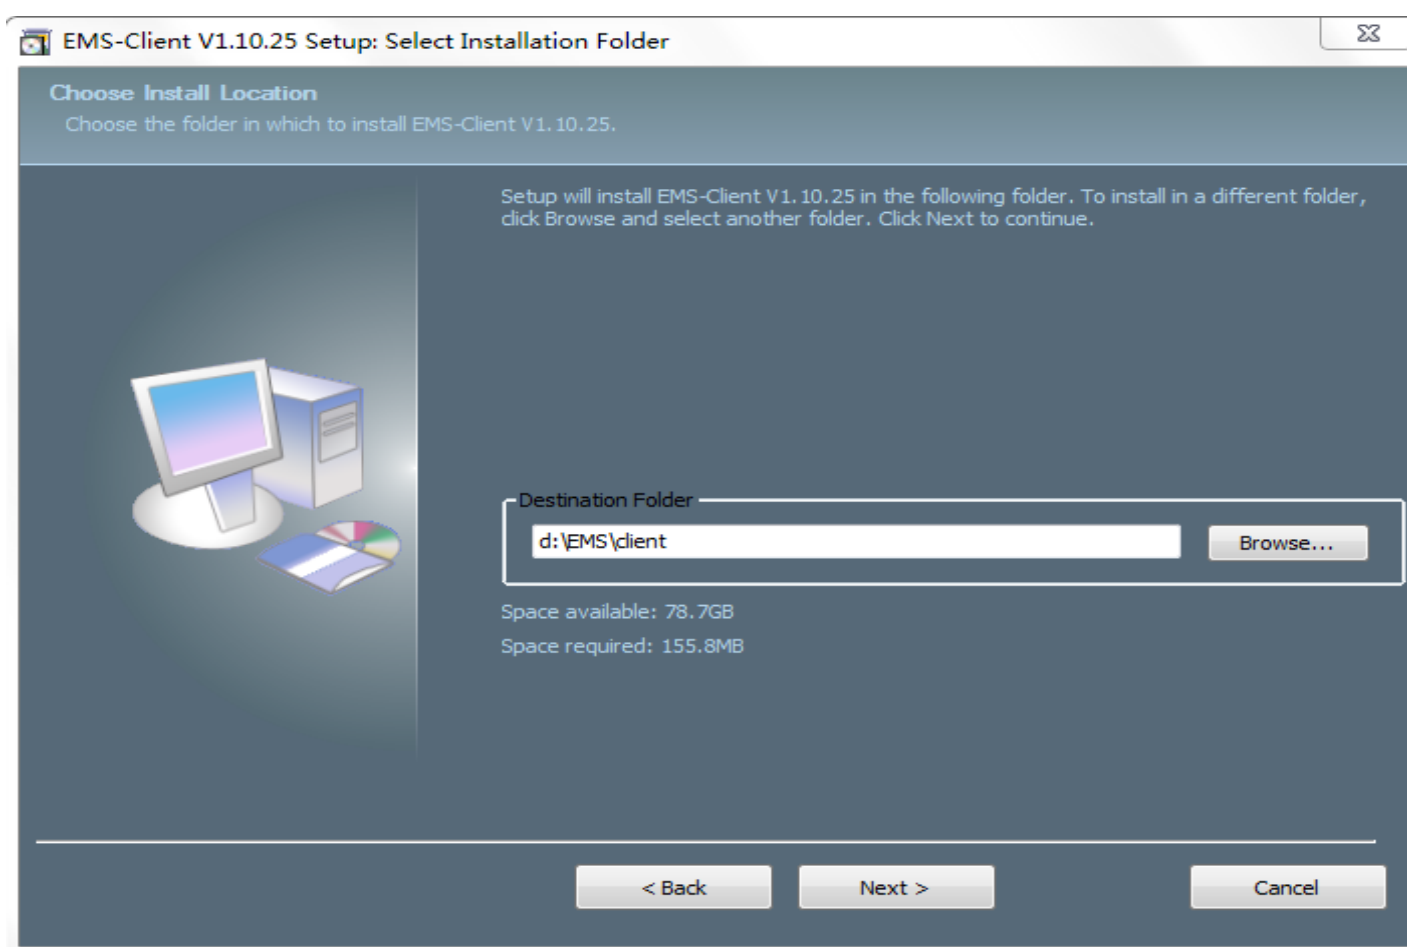 EMS-Client V1.10.25 Setup: Select Installation Folder
Choose Install Location
Choose the folder in which to install EMS-Client V1.10.25.
Setup will install EMS-Client V1.10.25 in the following folder. To install in a different folder,
click Browse and select another folder. Click Next to continue.
Destination Folder
d:\EMS\client
Browse...
Space available: 78.7GB
Space required: 155.8MB
< Back
Next >
Cancel